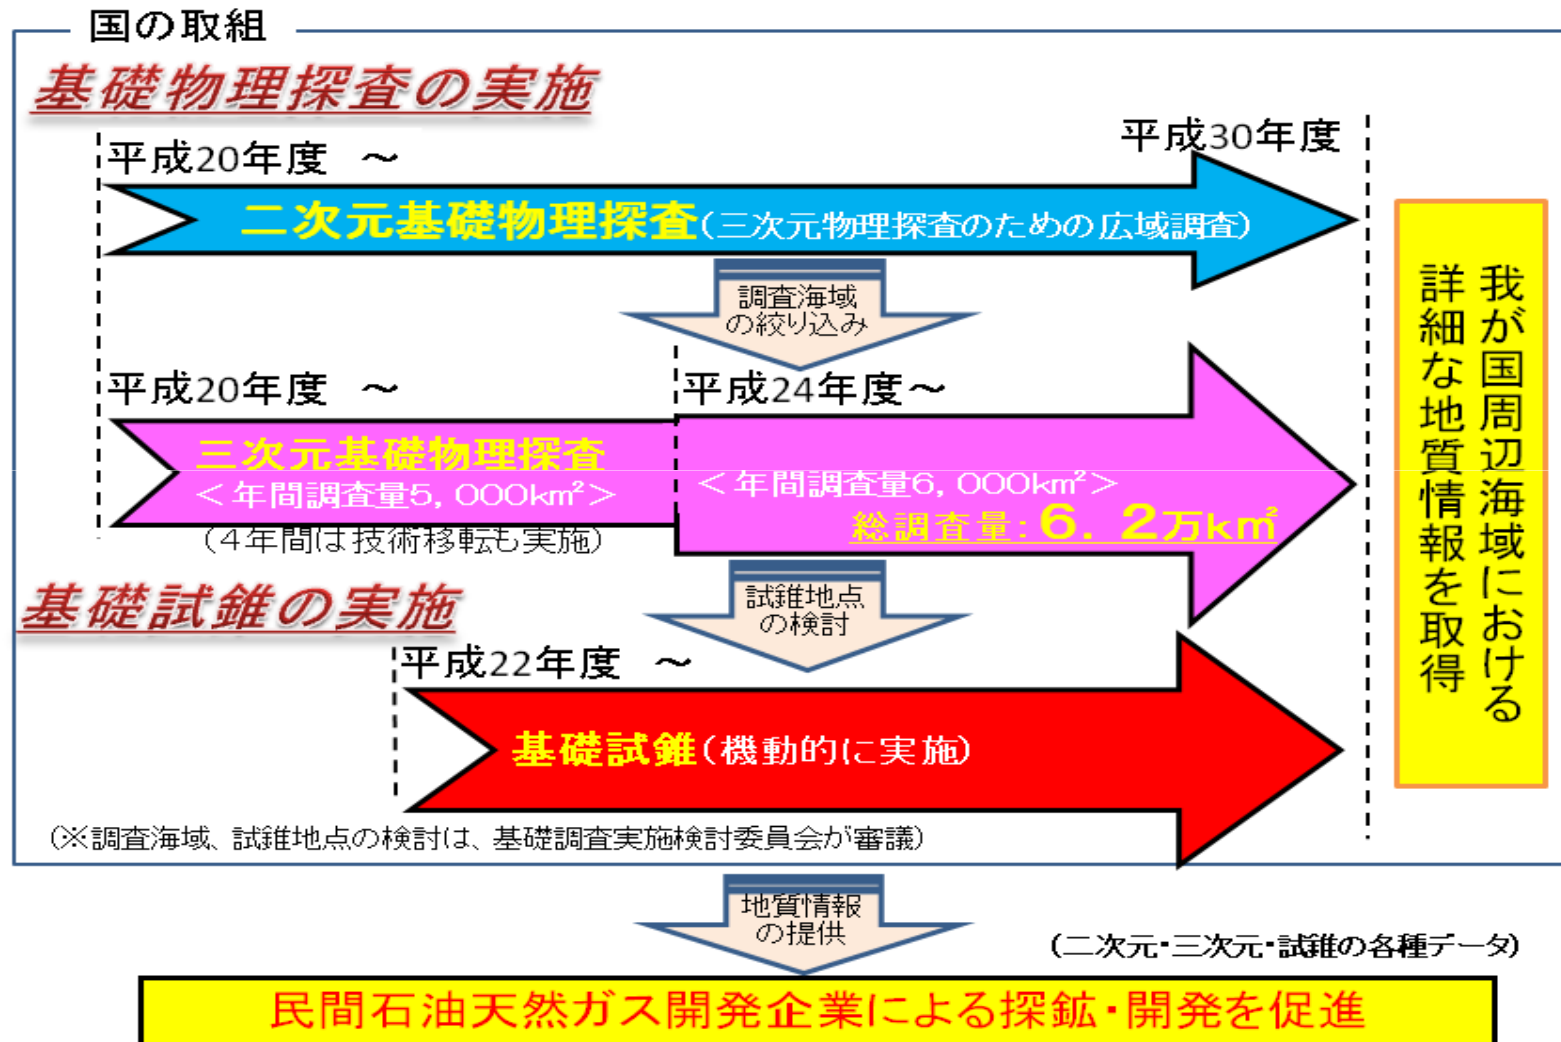 国の取組
基礎物理探査の実施
平成20年度 ～
平成30年度
二次元基礎物理探査(三次元物理探査のための広域調査)
調査海域
の絞り込み
平成20年度 ～
平成24年度～
三次元基礎物理探査
＜年間調査量5,000km²＞
(4年間は技術移転も実施)
＜年間調査量6,000km²＞
総調査量:6.2万km²
試錐地点
の検討
基礎試錐の実施
平成22年度 ～
基礎試錐(機動的に実施)
(※調査海域、試錐地点の検討は、基礎調査実施検討委員会が審議)
我が国周辺海域における
詳細な地質情報を取得
地質情報
の提供
(二次元・三次元・試錐の各種データ)
民間石油天然ガス開発企業による探鉱・開発を促進